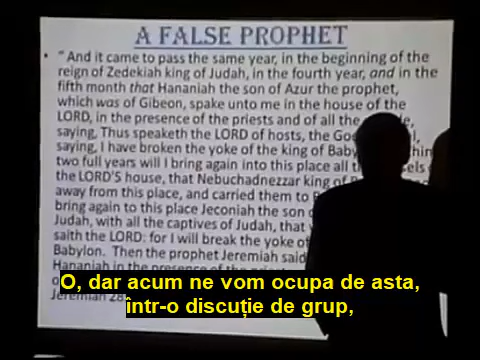 A FALSE PROPHET
• " And it came to pass the same year, in the beginning of the
reign of Zedekiah king of Judah, in the fourth year, and in the
fifth month that Hananiah the son of Azur the prophet,
which was of Gibeon, spake unto me in the house of the
LORD, in the presence of the priests and of all the
saying, Thus speaketh the LORD of hosts, the
saying, I have broken the yoke of the king of
two full years will I bring again into this place all
the LORD'S house, that Nebuchadnezzar king of
away from this place, and carried them to
bring again to this place Jeconiah the son
Judah, with all the captives of Judah, that
saith the LORD: for I will break the yoke of
Babylon. Then the prophet Jeremiah said
Hananiah in the presence of the
O, dar acum ne vom ocupa de asta,
într-o discuție de grup,
Jeremiah